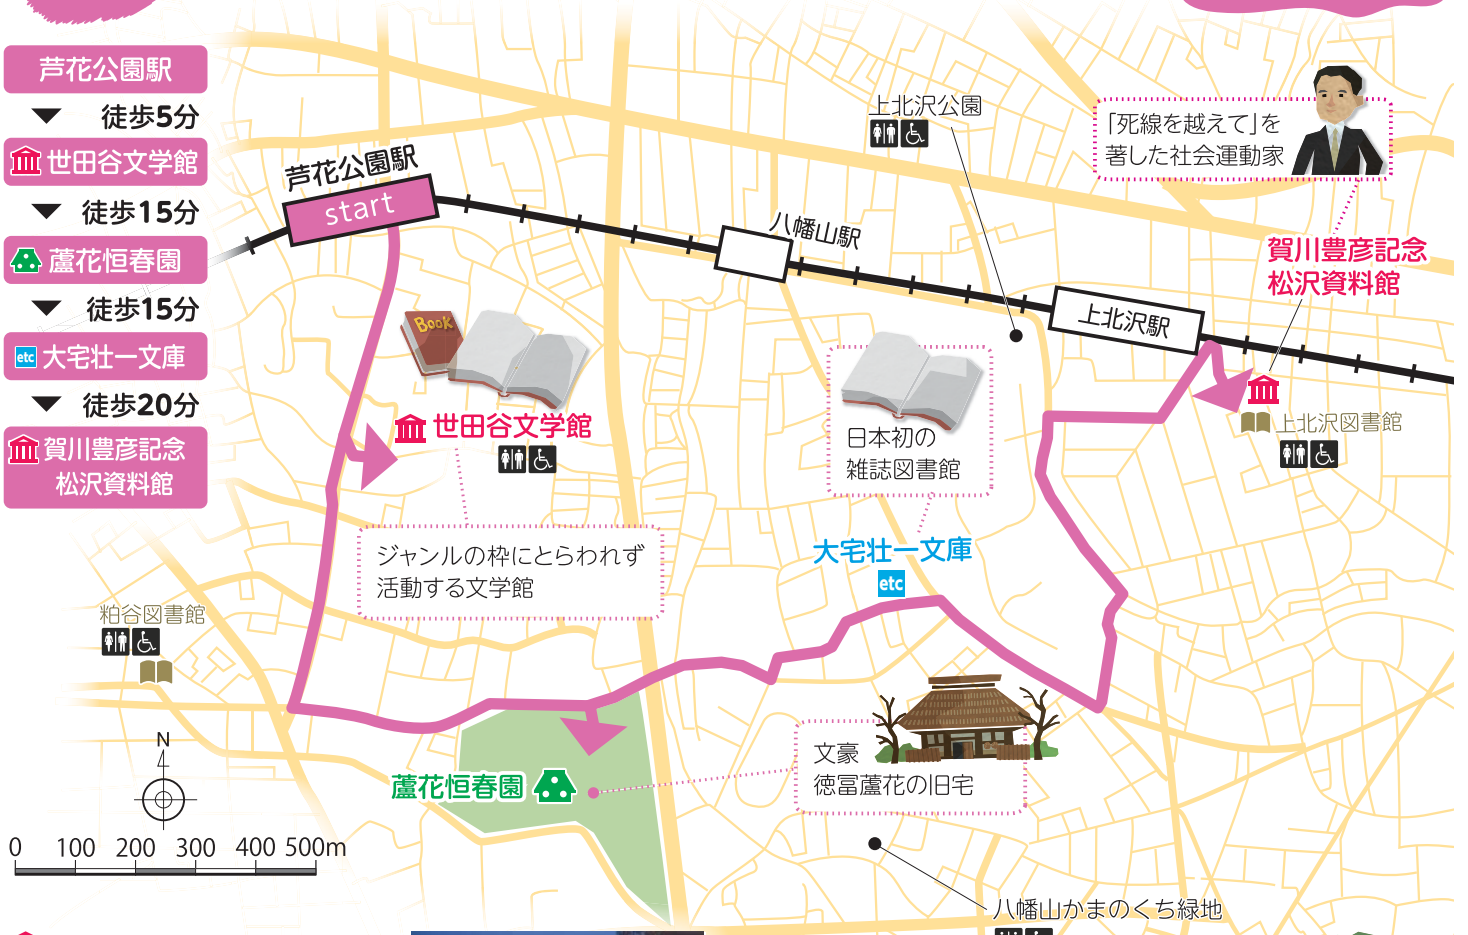 芦花公園駅
徒歩5分
世田谷文学館
徒歩15分
蘆花恒春園
徒歩15分
etc 大宅壮一文庫
徒歩20分
賀川豊彦記念
松沢資料館
芦花公園駅
start
八幡山駅
上北沢公園
上北沢駅
「死線を越えて」を
著した社会運動家
賀川豊彦記念
松沢資料館
上北沢図書館
Book
世田谷文学館
ジャンルの枠にとらわれず
活動する文学館
日本初の
雑誌図書館
大宅壮一文庫
etc
粕谷図書館
蘆花恒春園
文豪
徳冨蘆花の旧宅
八幡山かまのくち緑地
N
0 100 200 300 400 500m